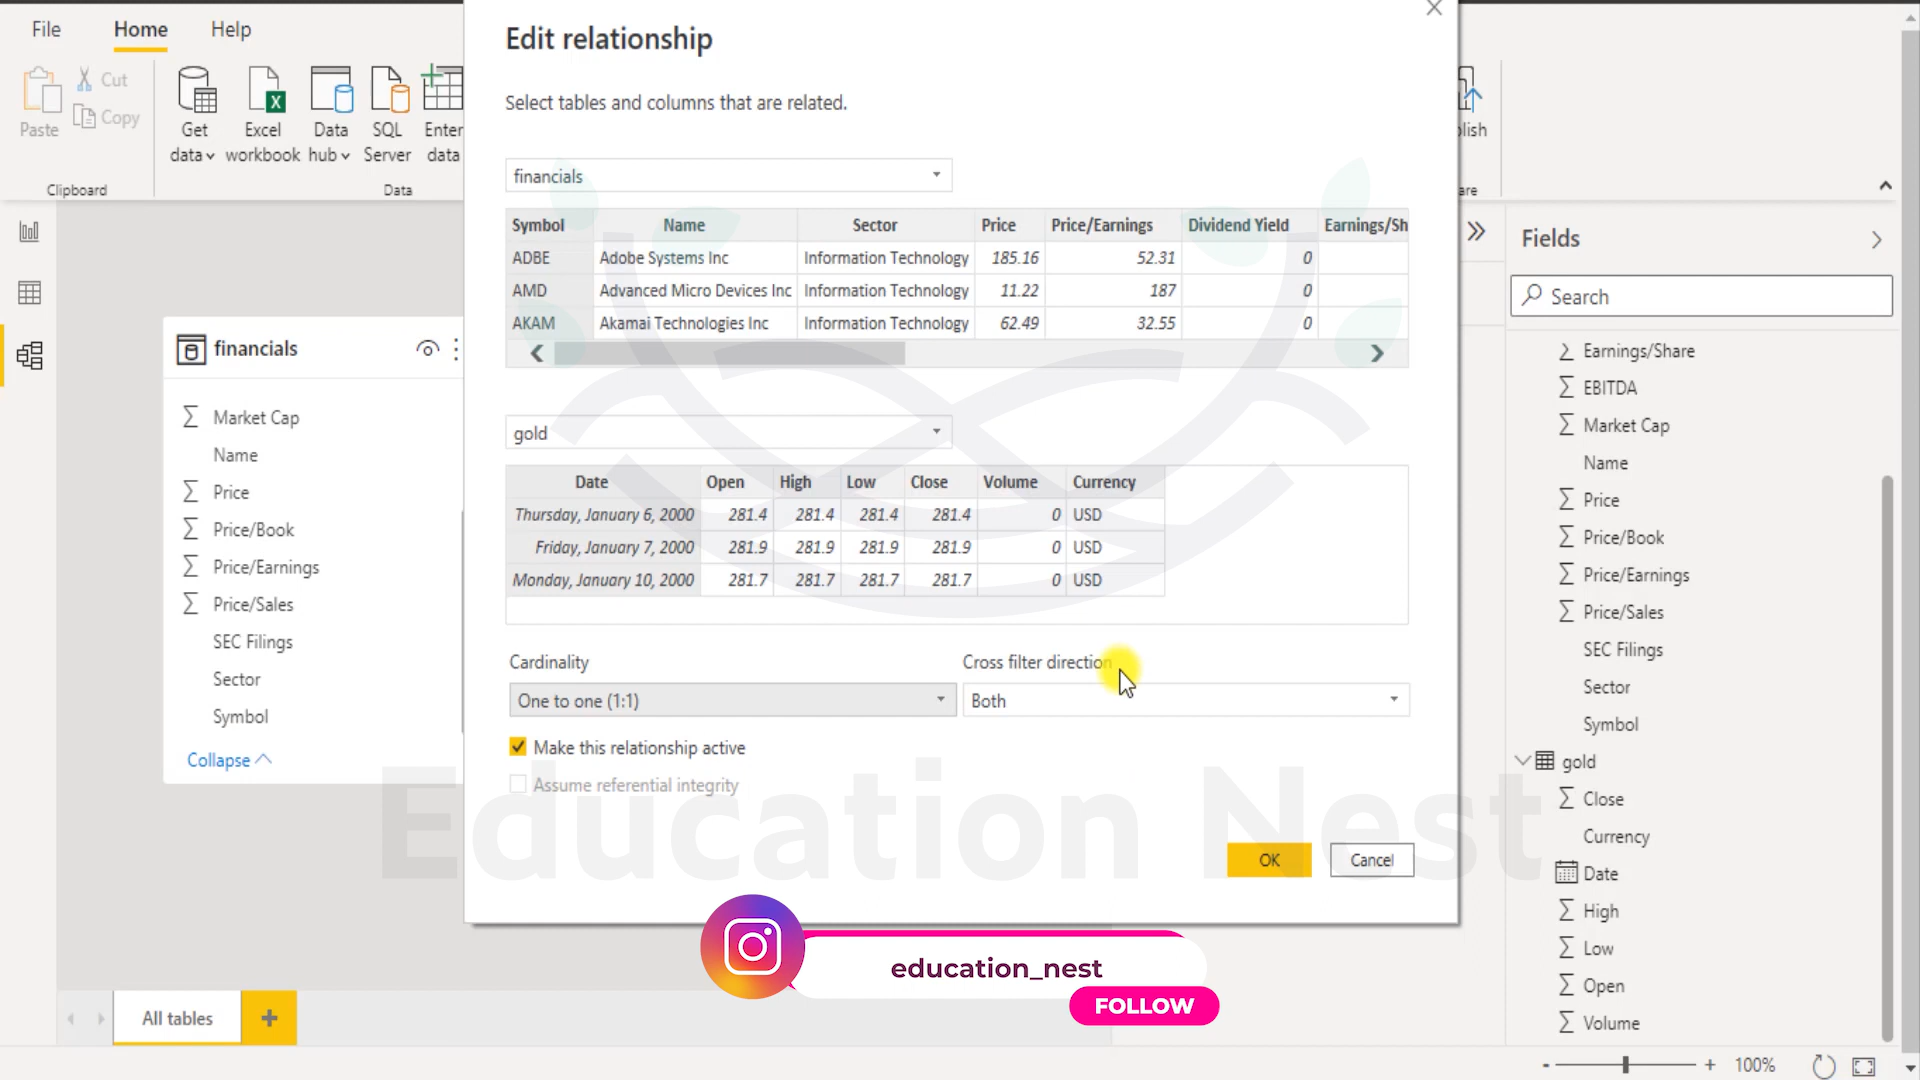 File Home Help
Paste
Cut
Copy
Clipboard
Get data
Excel workbook
Data hub
SQL Server
Enter data
Data
Edit relationship
Select tables and columns that are related.
financials
Symbol Name Sector Price Price/Earnings Dividend Yield Earnings/Sh
ADBE Adobe Systems Inc Information Technology 185.16 52.31 0
AMD Advanced Micro Devices Inc Information Technology 11.22 187 0
AKAM Akamai Technologies Inc Information Technology 62.49 32.55 0
gold
Date Open High Low Close Volume Currency
Thursday, January 6, 2000 281.4 281.4 281.4 281.4 0 USD
Friday, January 7, 2000 281.9 281.9 281.9 281.9 0 USD
Monday, January 10, 2000 281.7 281.7 281.7 281.7 0 USD
Cardinality
One to one (1:1)
Cross filter direction
Both
Make this relationship active
Assume referential integrity
OK Cancel
financials
Market Cap
Name
Price
Price/Book
Price/Earnings
Price/Sales
SEC Filings
Sector
Symbol
Collapse
Education Nest
education_nest
FOLLOW
All tables +
blish
are
Fields
Search
Earnings/Share
EBITDA
Market Cap
Name
Price
Price/Book
Price/Earnings
Price/Sales
SEC Filings
Sector
Symbol
gold
Close
Currency
Date
High
Low
Open
Volume
- + 100%